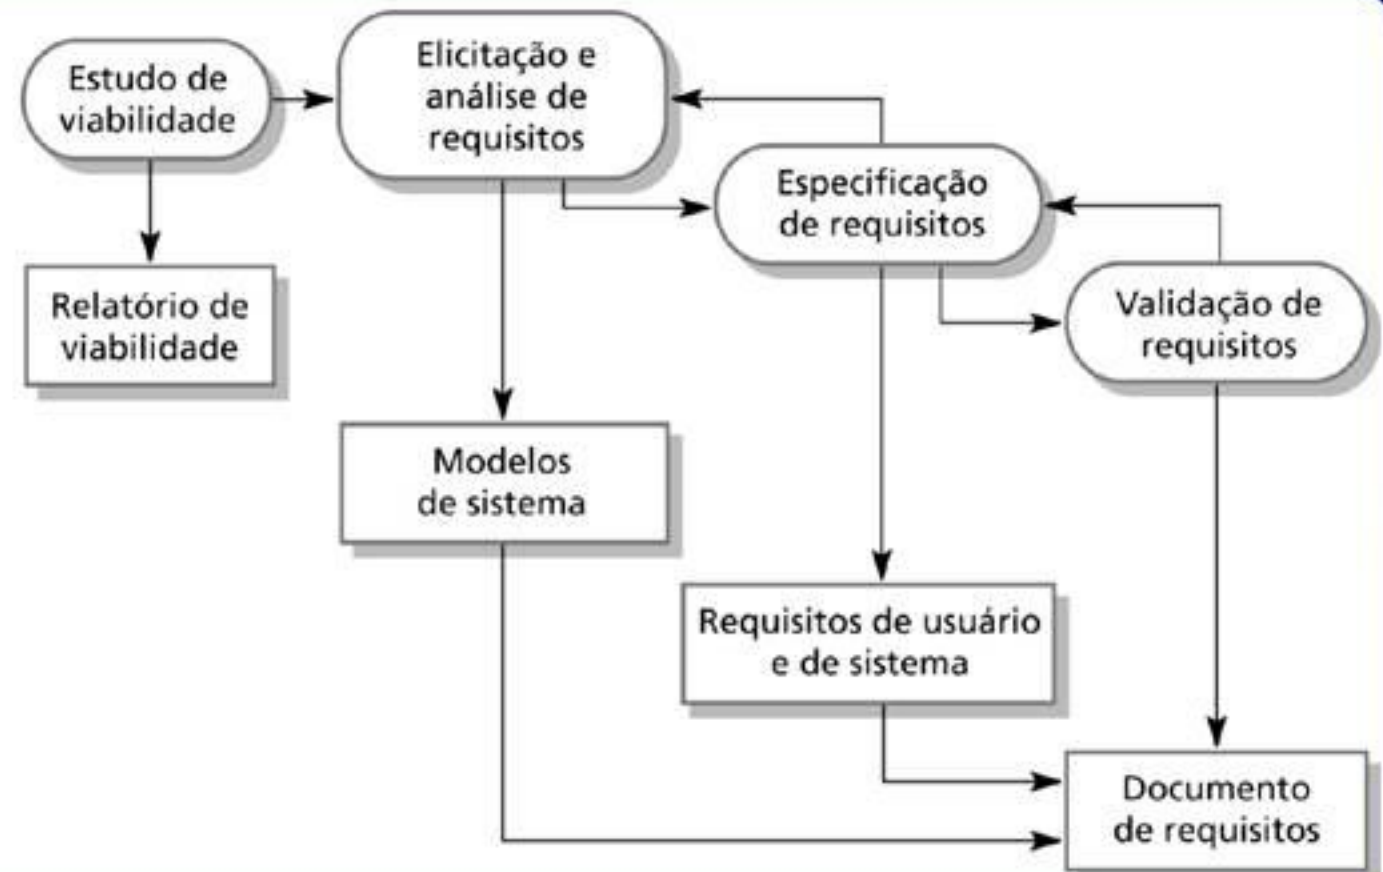 Estudo de
viabilidade
Elicitação e
análise de
requisitos
Especificação
de requisitos
Validação de
requisitos
Relatório de
viabilidade
Modelos
de sistema
Requisitos de usuário
e de sistema
Documento
de requisitos